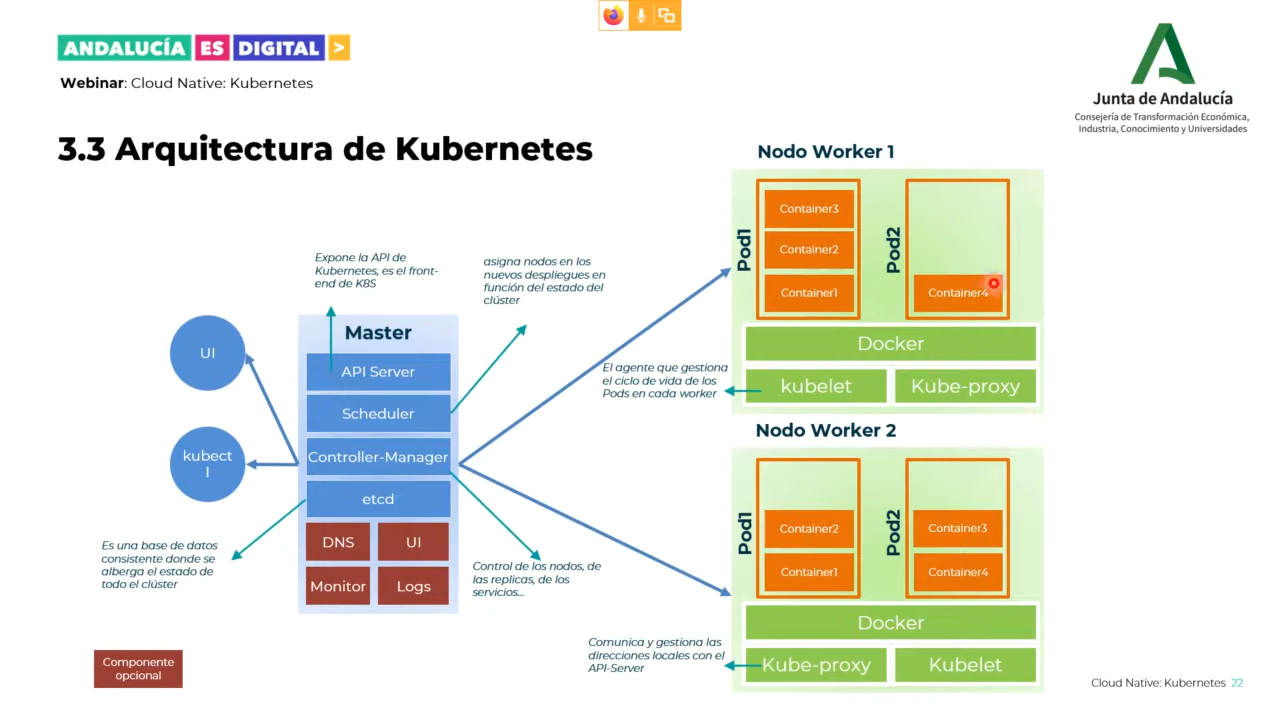 ANDALUCÍA ES DIGITAL >
Webinar: Cloud Native: Kubernetes
Junta de Andalucía
Consejería de Transformación Económica,
Industria, Conocimiento y Universidades
3.3 Arquitectura de Kubernetes
UI
kubect
l
Expone la API de
Kubernetes, es el front-
end de K8S
asigna nodos en los
nuevos despliegues en
función del estado del
clúster
Master
API Server
Scheduler
Controller-Manager
etcd
DNS
UI
Monitor
Logs
Es una base de datos
consistente donde se
alberga el estado de
todo el clúster
Control de los nodos, de
las replicas, de los
servicios...
Componente
opcional
Nodo Worker 1
Pod1
Container3
Container2
Container1
Pod2
Container4
Docker
kubelet
Kube-proxy
El agente que gestiona
el ciclo de vida de los
Pods en cada worker
Nodo Worker 2
Pod1
Container2
Container1
Pod2
Container3
Container4
Docker
Kube-proxy
Kubelet
Comunica y gestiona las
direcciones locales con el
API-Server
Cloud Native: Kubernetes 22